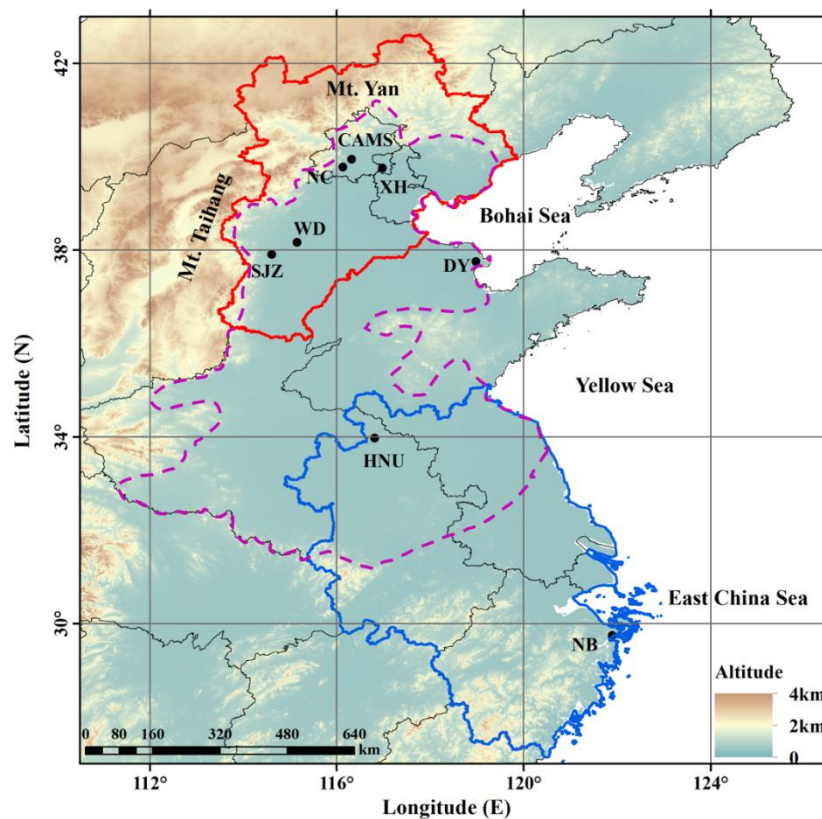 42°
Mt. Yan
CAMS
NC
XH
Mt. Taihang
Bohai Sea
WD
38°
SJZ
DY
Latitude (N)
Yellow Sea
34°
HNU
East China Sea
30°
NB
Altitude
4km
2km
0
0 80 160 320 480 640
km
112° 116° 120° 124°
Longitude (E)